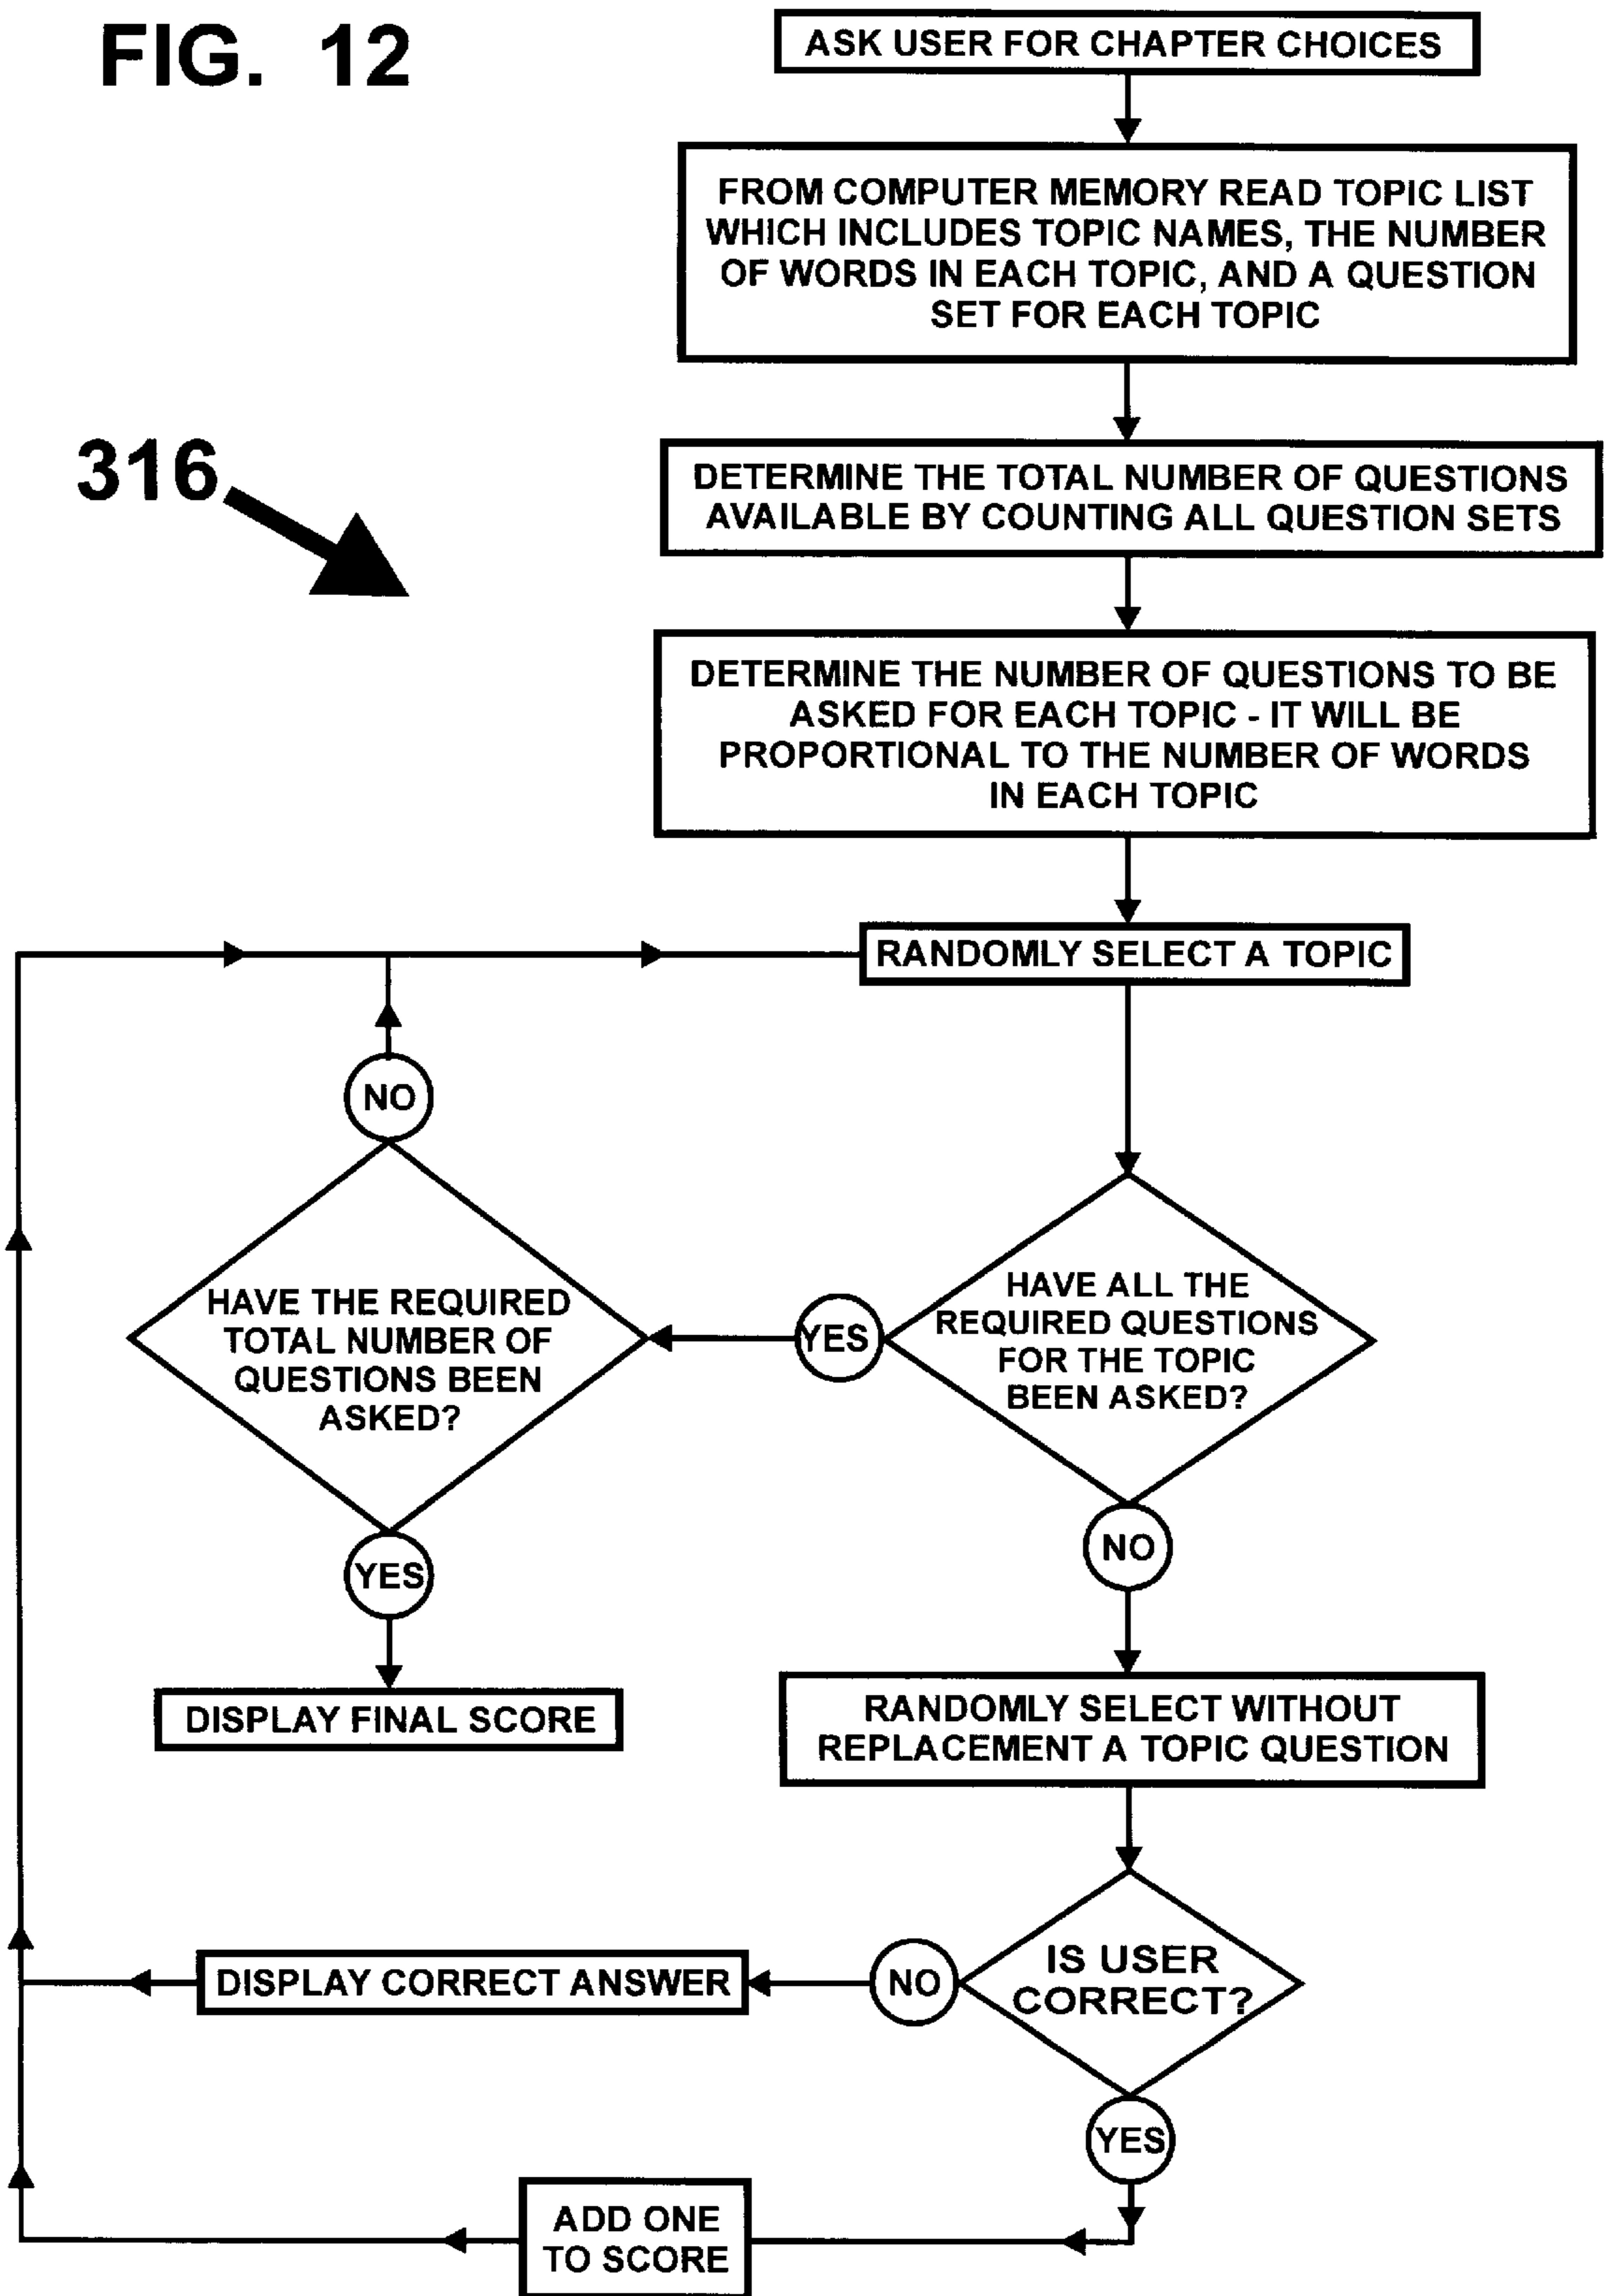 FIG. 12
ASK USER FOR CHAPTER CHOICES
FROM COMPUTER MEMORY READ TOPIC LIST
WHICH INCLUDES TOPIC NAMES, THE NUMBER
OF WORDS IN EACH TOPIC, AND A QUESTION
SET FOR EACH TOPIC
316
DETERMINE THE TOTAL NUMBER OF QUESTIONS
AVAILABLE BY COUNTING ALL QUESTION SETS
DETERMINE THE NUMBER OF QUESTIONS TO BE
ASKED FOR EACH TOPIC - IT WILL BE
PROPORTIONAL TO THE NUMBER OF WORDS
IN EACH TOPIC
RANDOMLY SELECT A TOPIC
NO
HAVE THE REQUIRED
TOTAL NUMBER OF
QUESTIONS BEEN
ASKED?
YES
HAVE ALL THE
REQUIRED QUESTIONS
FOR THE TOPIC
BEEN ASKED?
YES
NO
DISPLAY FINAL SCORE
RANDOMLY SELECT WITHOUT
REPLACEMENT A TOPIC QUESTION
DISPLAY CORRECT ANSWER
NO
IS USER
CORRECT?
YES
ADD ONE
TO SCORE